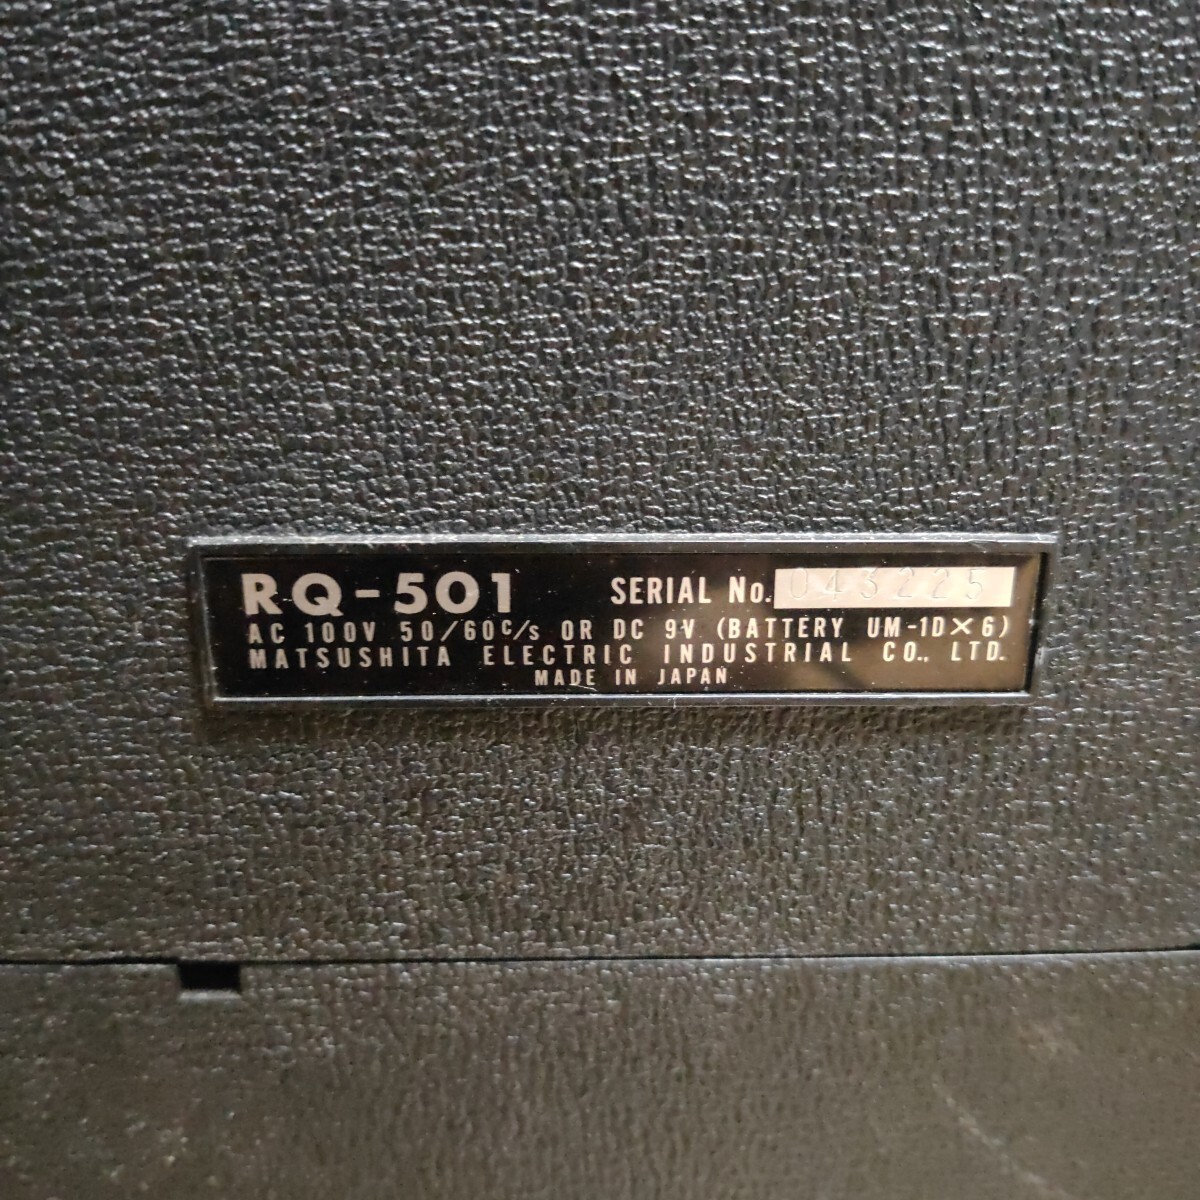 RQ-501 SERIAL No. 043225
AC 100V 50/60c/s OR DC 9V (BATTERY UM-1D×6)
MATSUSHITA ELECTRIC INDUSTRIAL CO., LTD.
MADE IN JAPAN